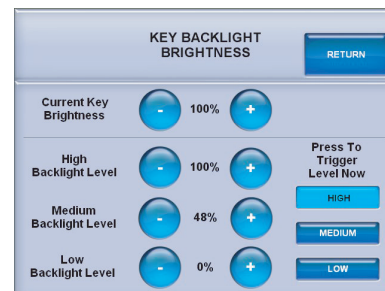 KEY BACKLIGHT
BRIGHTNESS
RETURN
Current Key
Brightness
- 100% +
High
Backlight Level
- 100% +
Medium
Backlight Level
- 48% +
Low
Backlight Level
- 0% +
Press To
Trigger
Level Now
HIGH
MEDIUM
LOW